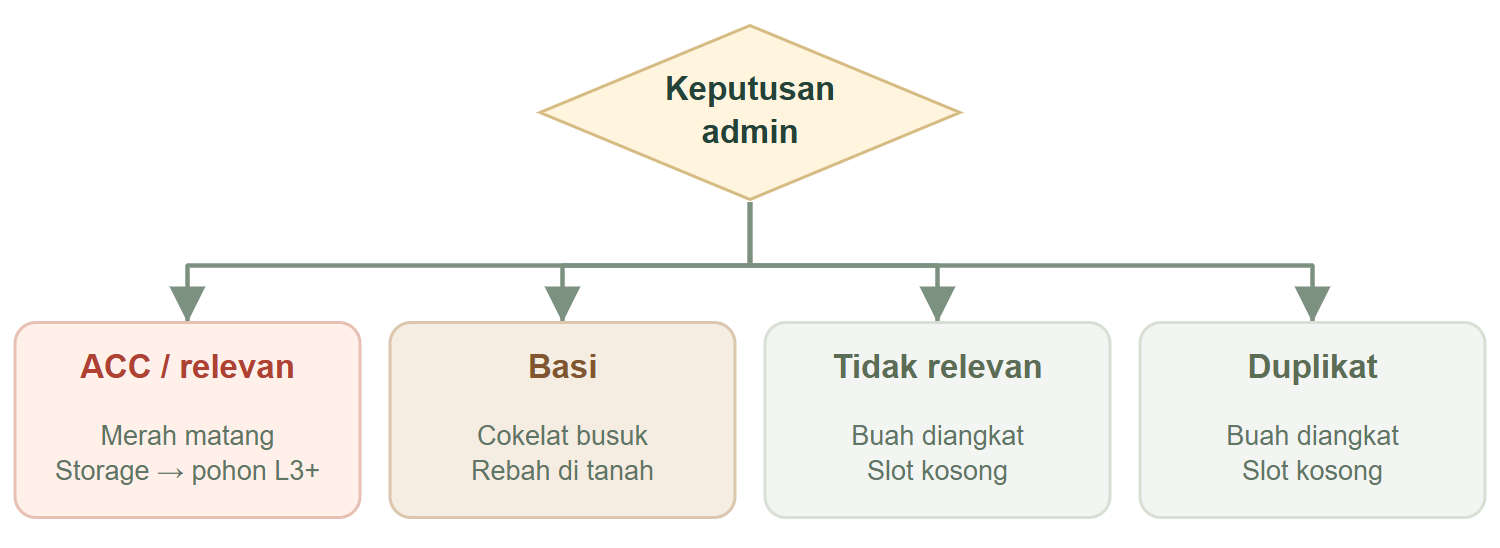 Keputusan
admin
ACC / relevan
Merah matang
Storage → pohon L3+
Basi
Cokelat busuk
Rebah di tanah
Tidak relevan
Buah diangkat
Slot kosong
Duplikat
Buah diangkat
Slot kosong